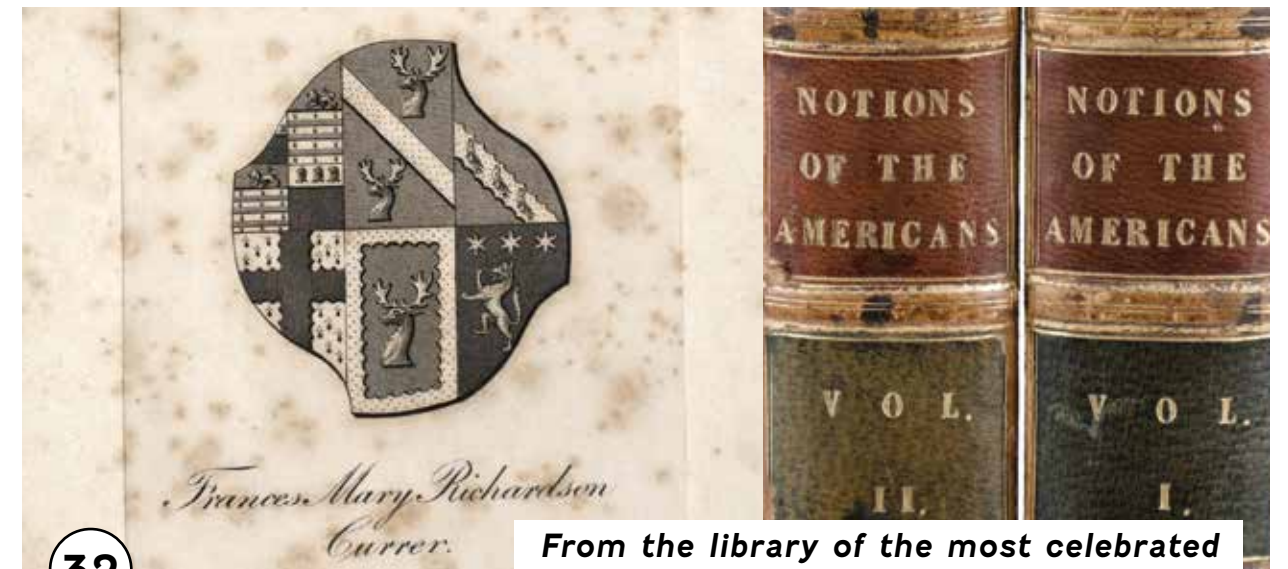 Frances Mary Richardson
Currer.
NOTIONS
OF THE
AMERICANS
VOL.
II.
NOTIONS
OF THE
AMERICANS
VOL.
I.
32
From the library of the most celebrated